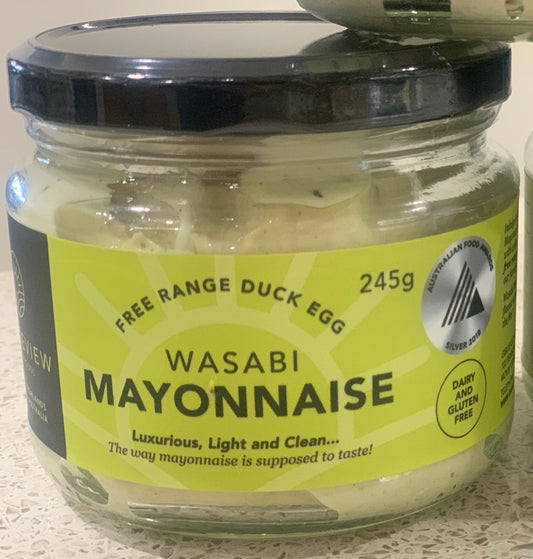 FREE RANGE DUCK EGG
245g
WASABI
MAYONNAISE
Luxurious, Light and Clean...
The way mayonnaise is supposed to taste!
AUSTRALIAN FOOD AWARDS
SILVER 2019
DAIRY
AND
GLUTEN
FREE